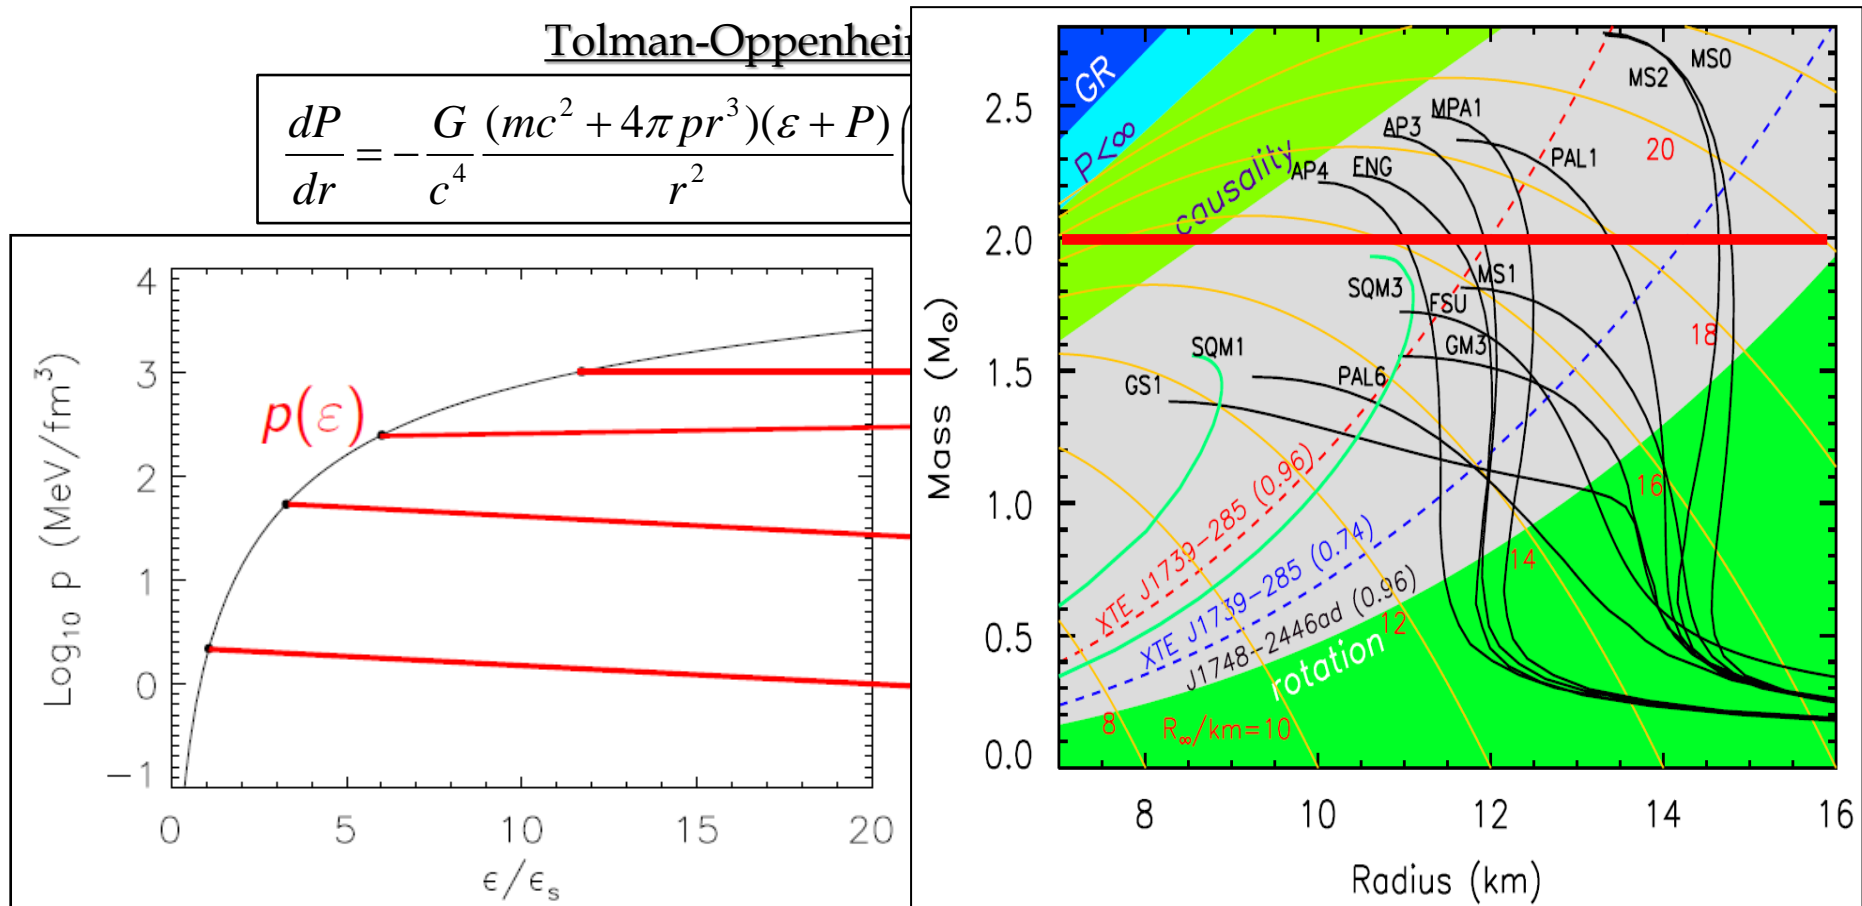 Tolman-Oppenhei
dP/dr = − G/c⁴ (mc² + 4π pr³)(ε + P)/r² (
4
3
2
1
0
−1
Log₁₀ p (MeV/fm³)
p(ε)
0 5 10 15 20
ϵ/ϵₛ
GR
P<∞
causality
MS0
MS2
MPA1
AP3
PAL1
AP4
ENG
20
MS1
SQM3
FSU
18
GM3
SQM1
PAL6
GS1
16
14
12
XTE J1739−285 (0.96)
XTE J1739−285 (0.74)
J1748−2446ad (0.96)
rotation
8
R∞/km=10
2.5
2.0
1.5
1.0
0.5
0.0
Mass (M⊙)
8 10 12 14 16
Radius (km)